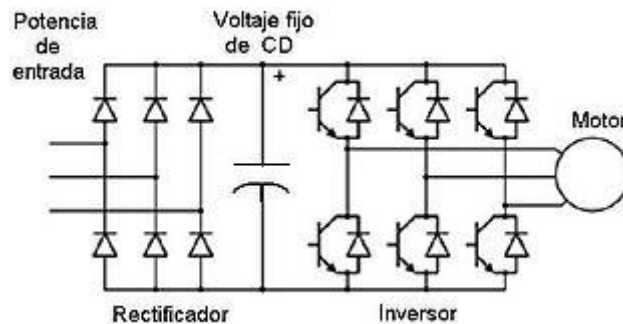 Potencia
de
entrada
Voltaje fijo
de CD
+
Motor
Rectificador
Inversor